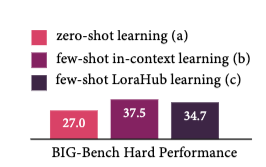 zero-shot learning (a)
few-shot in-context learning (b)
few-shot LoraHub learning (c)
27.0
37.5
34.7
BIG-Bench Hard Performance